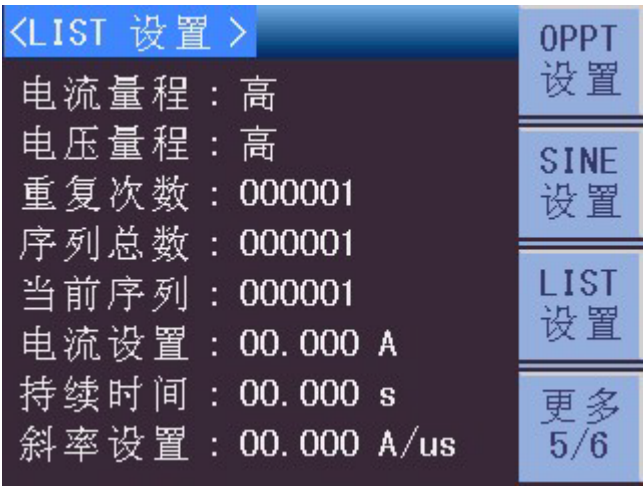 <LIST 设置 >
电流量程 : 高
电压量程 : 高
重复次数 : 000001
序列总数 : 000001
当前序列 : 000001
电流设置 : 00.000 A
持续时间 : 00.000 s
斜率设置 : 00.000 A/us
OPPT
设置
SINE
设置
LIST
设置
更多
5/6